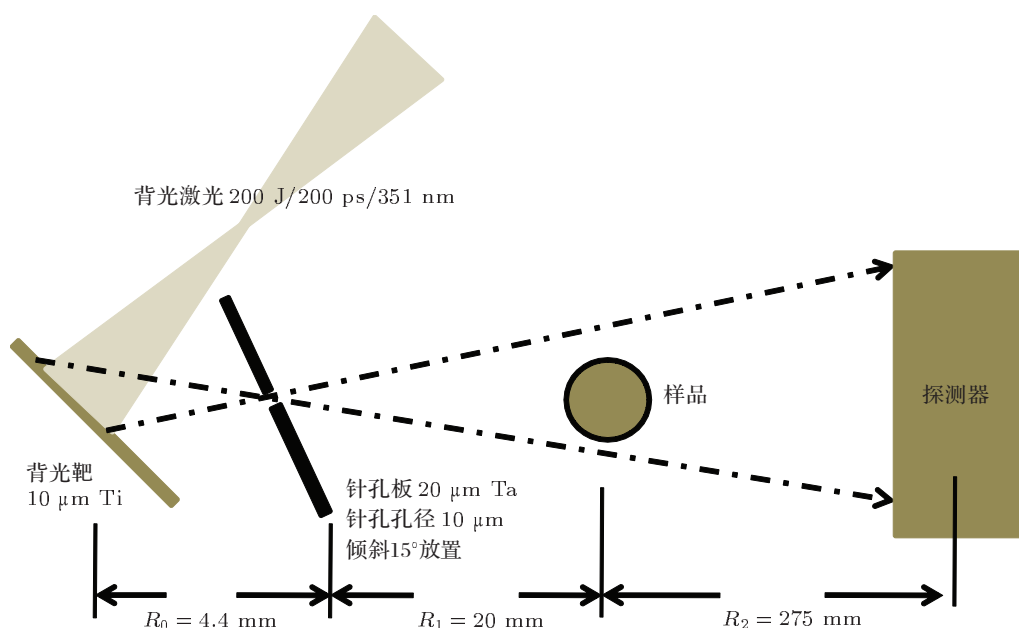 背光激光 200 J/200 ps/351 nm
样品
探测器
背光靶
10 μm Ti
针孔板 20 μm Ta
针孔孔径 10 μm
倾斜15°放置
R₀ = 4.4 mm
R₁ = 20 mm
R₂ = 275 mm